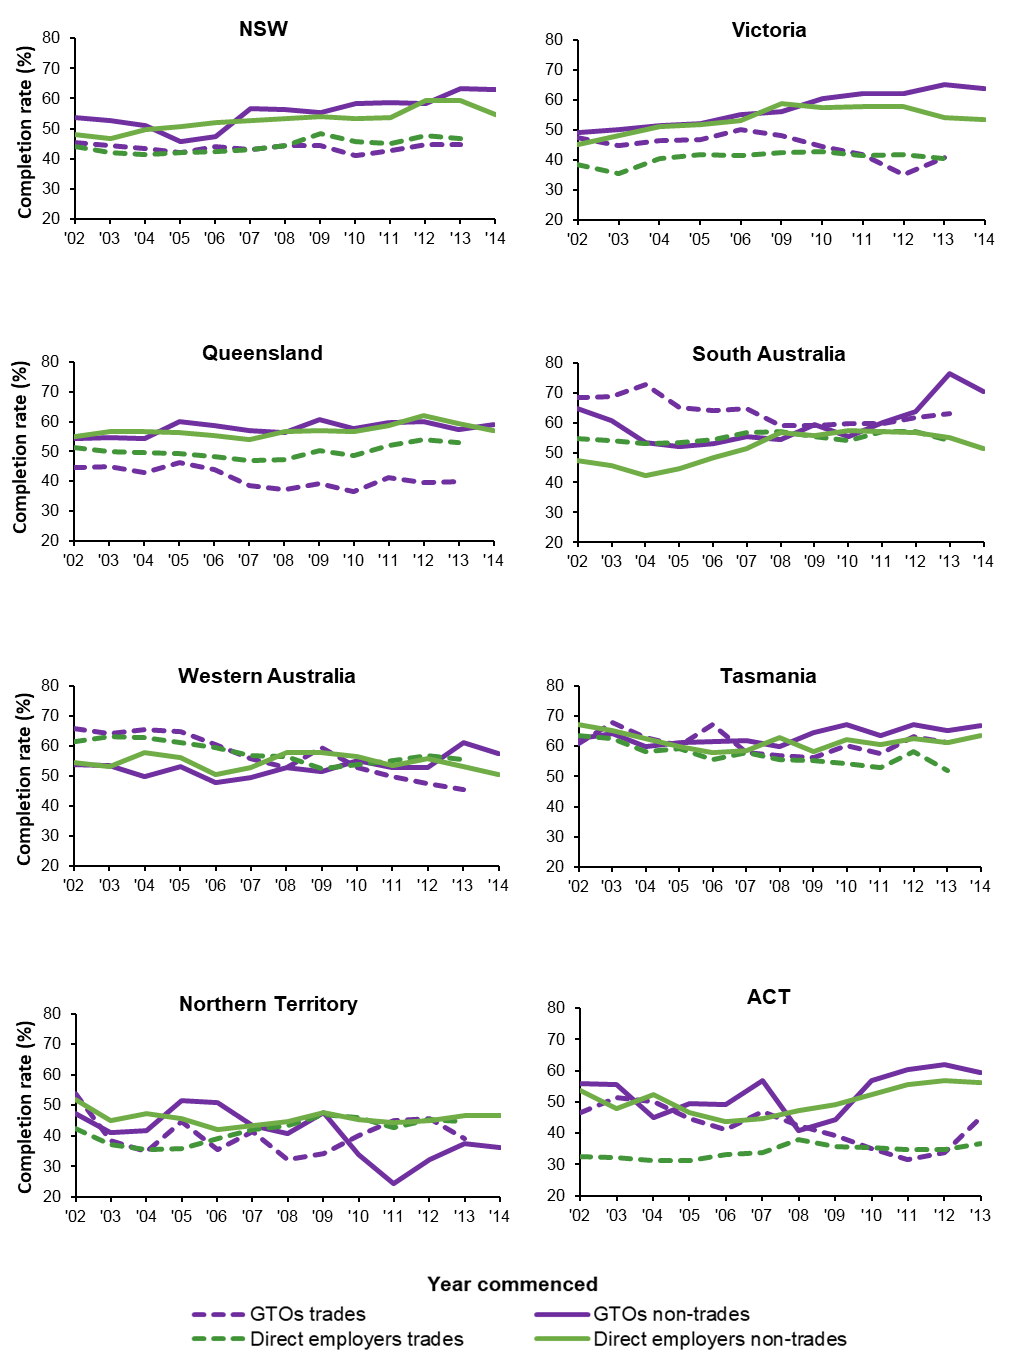 NSW
Completion rate (%)
80
70
60
50
40
30
20
'02 '03 '04 '05 '06 '07 '08 '09 '10 '11 '12 '13 '14
Victoria
80
70
60
50
40
30
20
'02 '03 '04 '05 '06 '08 '09 '10 '11 '12 '13 '14
Queensland
Completion rate (%)
80
70
60
50
40
30
20
'02 '03 '04 '05 '06 '07 '08 '09 '10 '11 '12 '13 '14
South Australia
80
70
60
50
40
30
20
'02 '03 '04 '05 '06 '07 '08 '09 '10 '11 '12 '13 '14
Western Australia
Completion rate (%)
80
70
60
50
40
30
20
'02 '03 '04 '05 '06 '07 '08 '09 '10 '11 '12 '13 '14
Tasmania
80
70
60
50
40
30
20
'02 '03 '04 '05 '06 '07 '08 '09 '10 '11 '12 '13 '14
Northern Territory
Completion rate (%)
80
70
60
50
40
30
20
'02 '03 '04 '05 '06 '07 '08 '09 '10 '11 '12 '13 '14
ACT
80
70
60
50
40
30
20
'02 '03 '04 '05 '06 '07 '08 '09 '10 '11 '12 '13
Year commenced
GTOs trades
GTOs non-trades
Direct employers trades
Direct employers non-trades